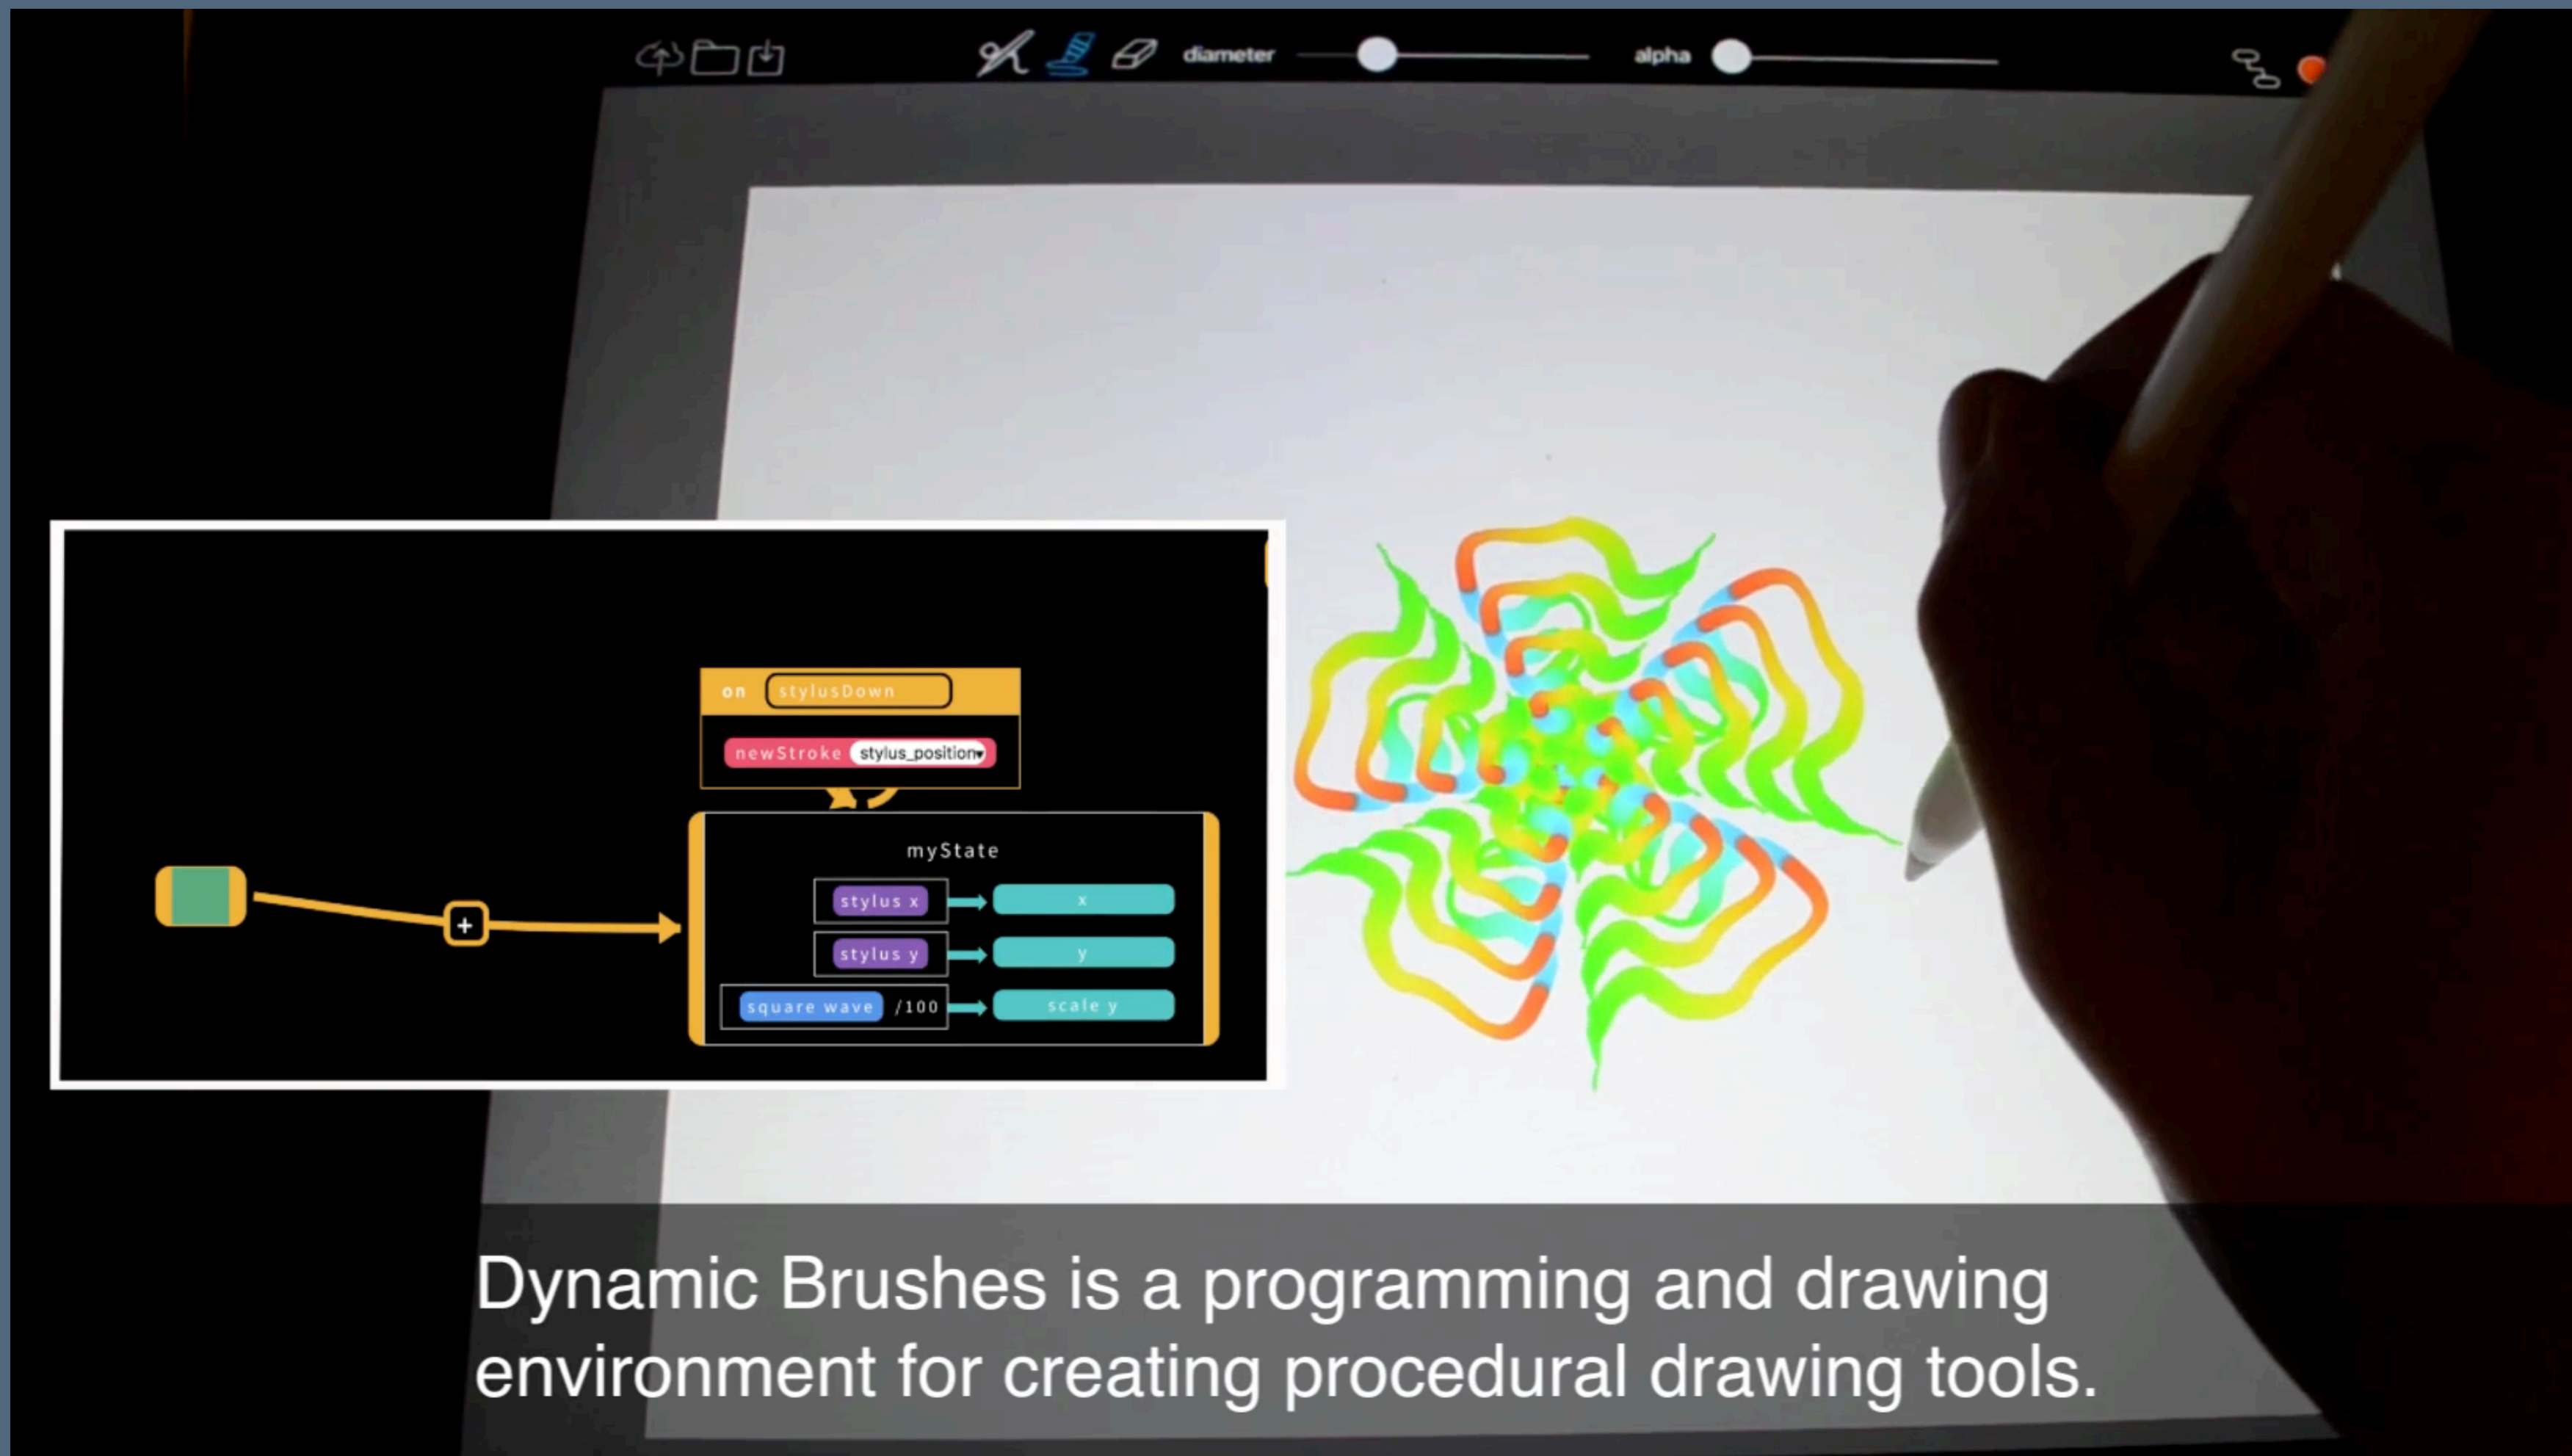 diameter
alpha
on stylusDown
newStroke stylus_position
myState
stylus x
x
stylus y
y
square wave /100
scale y
Dynamic Brushes is a programming and drawing
environment for creating procedural drawing tools.